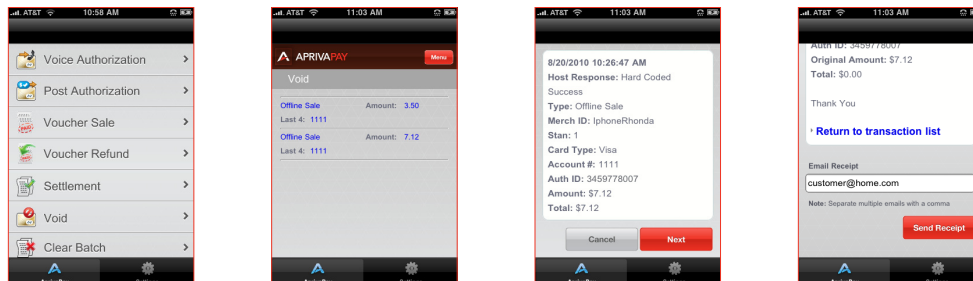 AT&T 10:58 AM
Voice Authorization
Post Authorization
Voucher Sale
Voucher Refund
Settlement
Void
Clear Batch
AT&T 11:03 AM
APRIVAPAY Menu
Void
Offline Sale Amount: 3.50
Last 4: 1111
Offline Sale Amount: 7.12
Last 4: 1111
AT&T 11:03 AM
8/20/2010 10:26:47 AM
Host Response: Hard Coded
Success
Type: Offline Sale
Merch ID: IphoneRhonda
Stan: 1
Card Type: Visa
Account #: 1111
Auth ID: 3459778007
Amount: $7.12
Total: $7.12
Cancel Next
AT&T 11:03 AM
Auth ID: 3459778007
Original Amount: $7.12
Total: $0.00
Thank You
Return to transaction list
Email Receipt
customer@home.com
Note: Separate multiple emails with a comma
Send Receipt